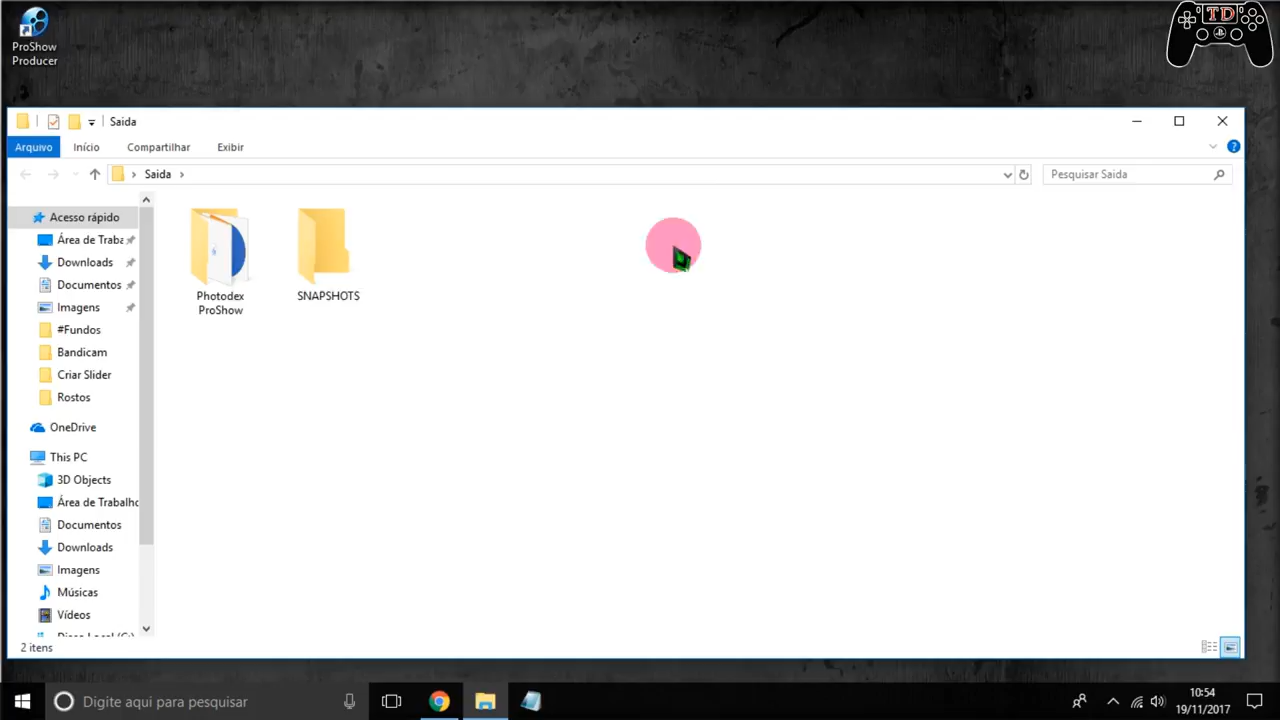 ProShow
Producer
TD
Saida
Arquivo
Início
Compartilhar
Exibir
Saida
Pesquisar Saida
Acesso rápido
Área de Traba
Downloads
Documentos
Imagens
#Fundos
Bandicam
Criar Slider
Rostos
OneDrive
This PC
3D Objects
Área de Trabalho
Documentos
Downloads
Imagens
Músicas
Vídeos
Photodex
ProShow
SNAPSHOTS
2 itens
Digite aqui para pesquisar
10:54
19/11/2017